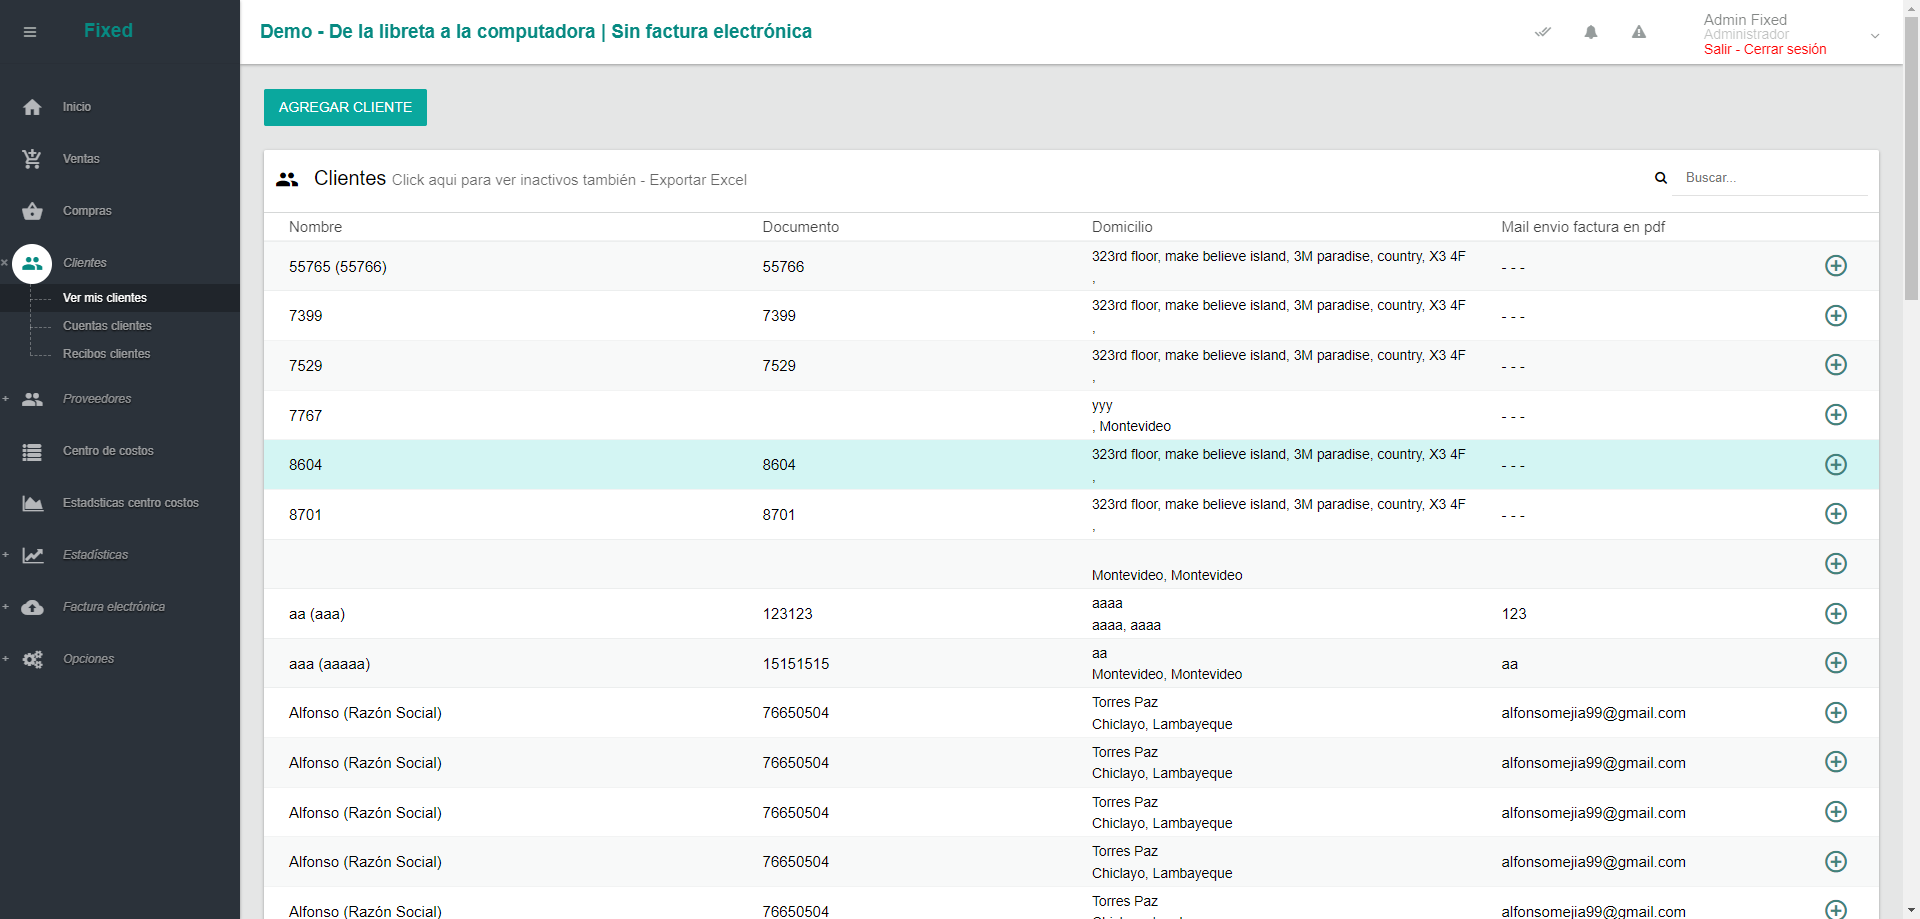 Fixed
Demo - De la libreta a la computadora | Sin factura electrónica
Admin Fixed
Administrador
Salir - Cerrar sesión
Inicio
Ventas
Compras
Clientes
Ver mis clientes
Cuentas clientes
Recibos clientes
Proveedores
Centro de costos
Estadsticas centro costos
Estadísticas
Factura electrónica
Opciones
AGREGAR CLIENTE
Clientes Click aqui para ver inactivos también - Exportar Excel
Buscar...
Nombre Documento Domicilio Mail envio factura en pdf
55765 (55766) 55766 323rd floor, make believe island, 3M paradise, country, X3 4F - - -
,
7399 7399 323rd floor, make believe island, 3M paradise, country, X3 4F - - -
,
7529 7529 323rd floor, make believe island, 3M paradise, country, X3 4F - - -
,
7767 yyy - - -
, Montevideo
8604 8604 323rd floor, make believe island, 3M paradise, country, X3 4F - - -
,
8701 8701 323rd floor, make believe island, 3M paradise, country, X3 4F - - -
,
Montevideo, Montevideo
aa (aaa) 123123 aaaa 123
aaaa, aaaa
aaa (aaaaa) 15151515 aa aa
Montevideo, Montevideo
Alfonso (Razón Social) 76650504 Torres Paz alfonsomejia99@gmail.com
Chiclayo, Lambayeque
Alfonso (Razón Social) 76650504 Torres Paz alfonsomejia99@gmail.com
Chiclayo, Lambayeque
Alfonso (Razón Social) 76650504 Torres Paz alfonsomejia99@gmail.com
Chiclayo, Lambayeque
Alfonso (Razón Social) 76650504 Torres Paz alfonsomejia99@gmail.com
Chiclayo, Lambayeque
Alfonso (Razón Social) 76650504 Torres Paz alfonsomejia99@gmail.com